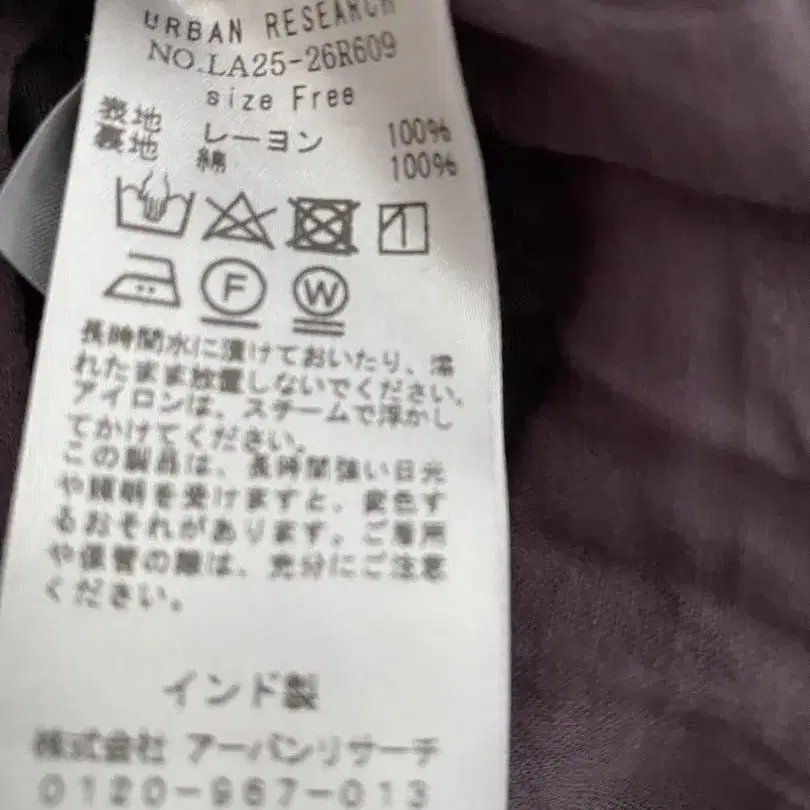 URBAN RESEARCH
NO.LA25-26R609
size Free
表地 レーヨン 100%
裏地 綿 100%
F W
長時間水に漬けておいたり、濡
れたまま放置しないでください。
アイロンは、スチームで浮かし
てかけてください。
この製品は、長時間強い日光
や照明を受けますと、変色す
るおそれがあります。ご着用
や保管の際は、充分にご注意
ください。
インド製
株式会社 アーバンリサーチ
0120-967-013